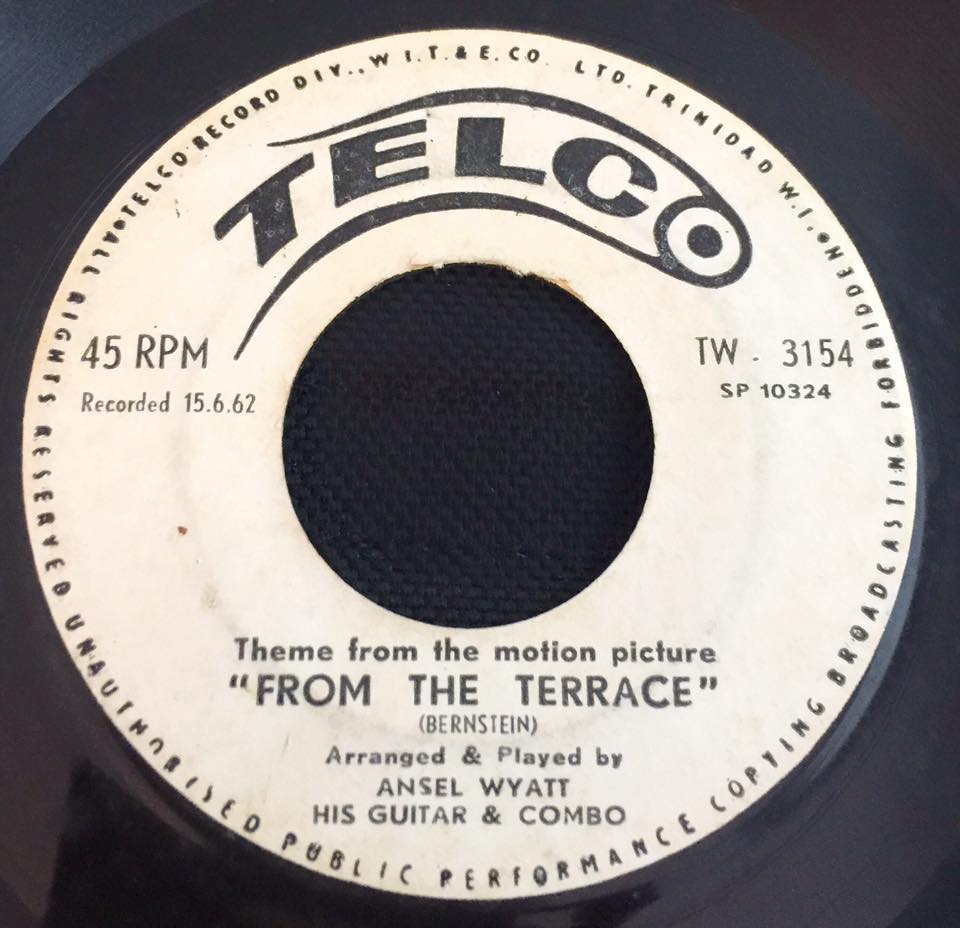 TELCO
45 RPM
Recorded 15.6.62
TW. 3154
SP 10324
Theme from the motion picture
“FROM THE TERRACE”
(BERNSTEIN)
Arranged & Played by
ANSEL WYATT
HIS GUITAR & COMBO
TELCO RECORD DIV., W I.T.& E.CO. LTD. TRINIDAD W.I. • ALL RIGHTS RESERVED UNAUTHORISED PUBLIC PERFORMANCE COPYING BROADCASTING FORBIDDEN